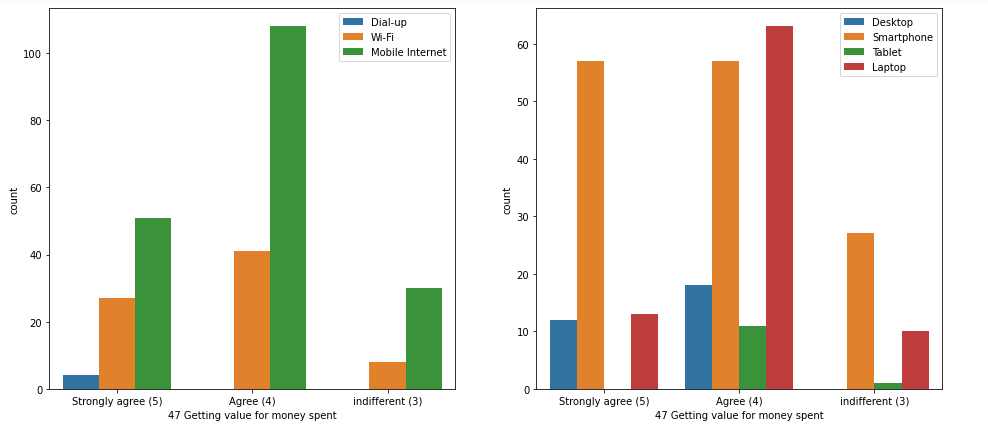 Dial-up
Wi-Fi
Mobile Internet
100
80
60
40
20
0
count
Strongly agree (5) Agree (4) indifferent (3)
47 Getting value for money spent
Desktop
Smartphone
Tablet
Laptop
60
50
40
30
20
10
0
count
Strongly agree (5) Agree (4) indifferent (3)
47 Getting value for money spent